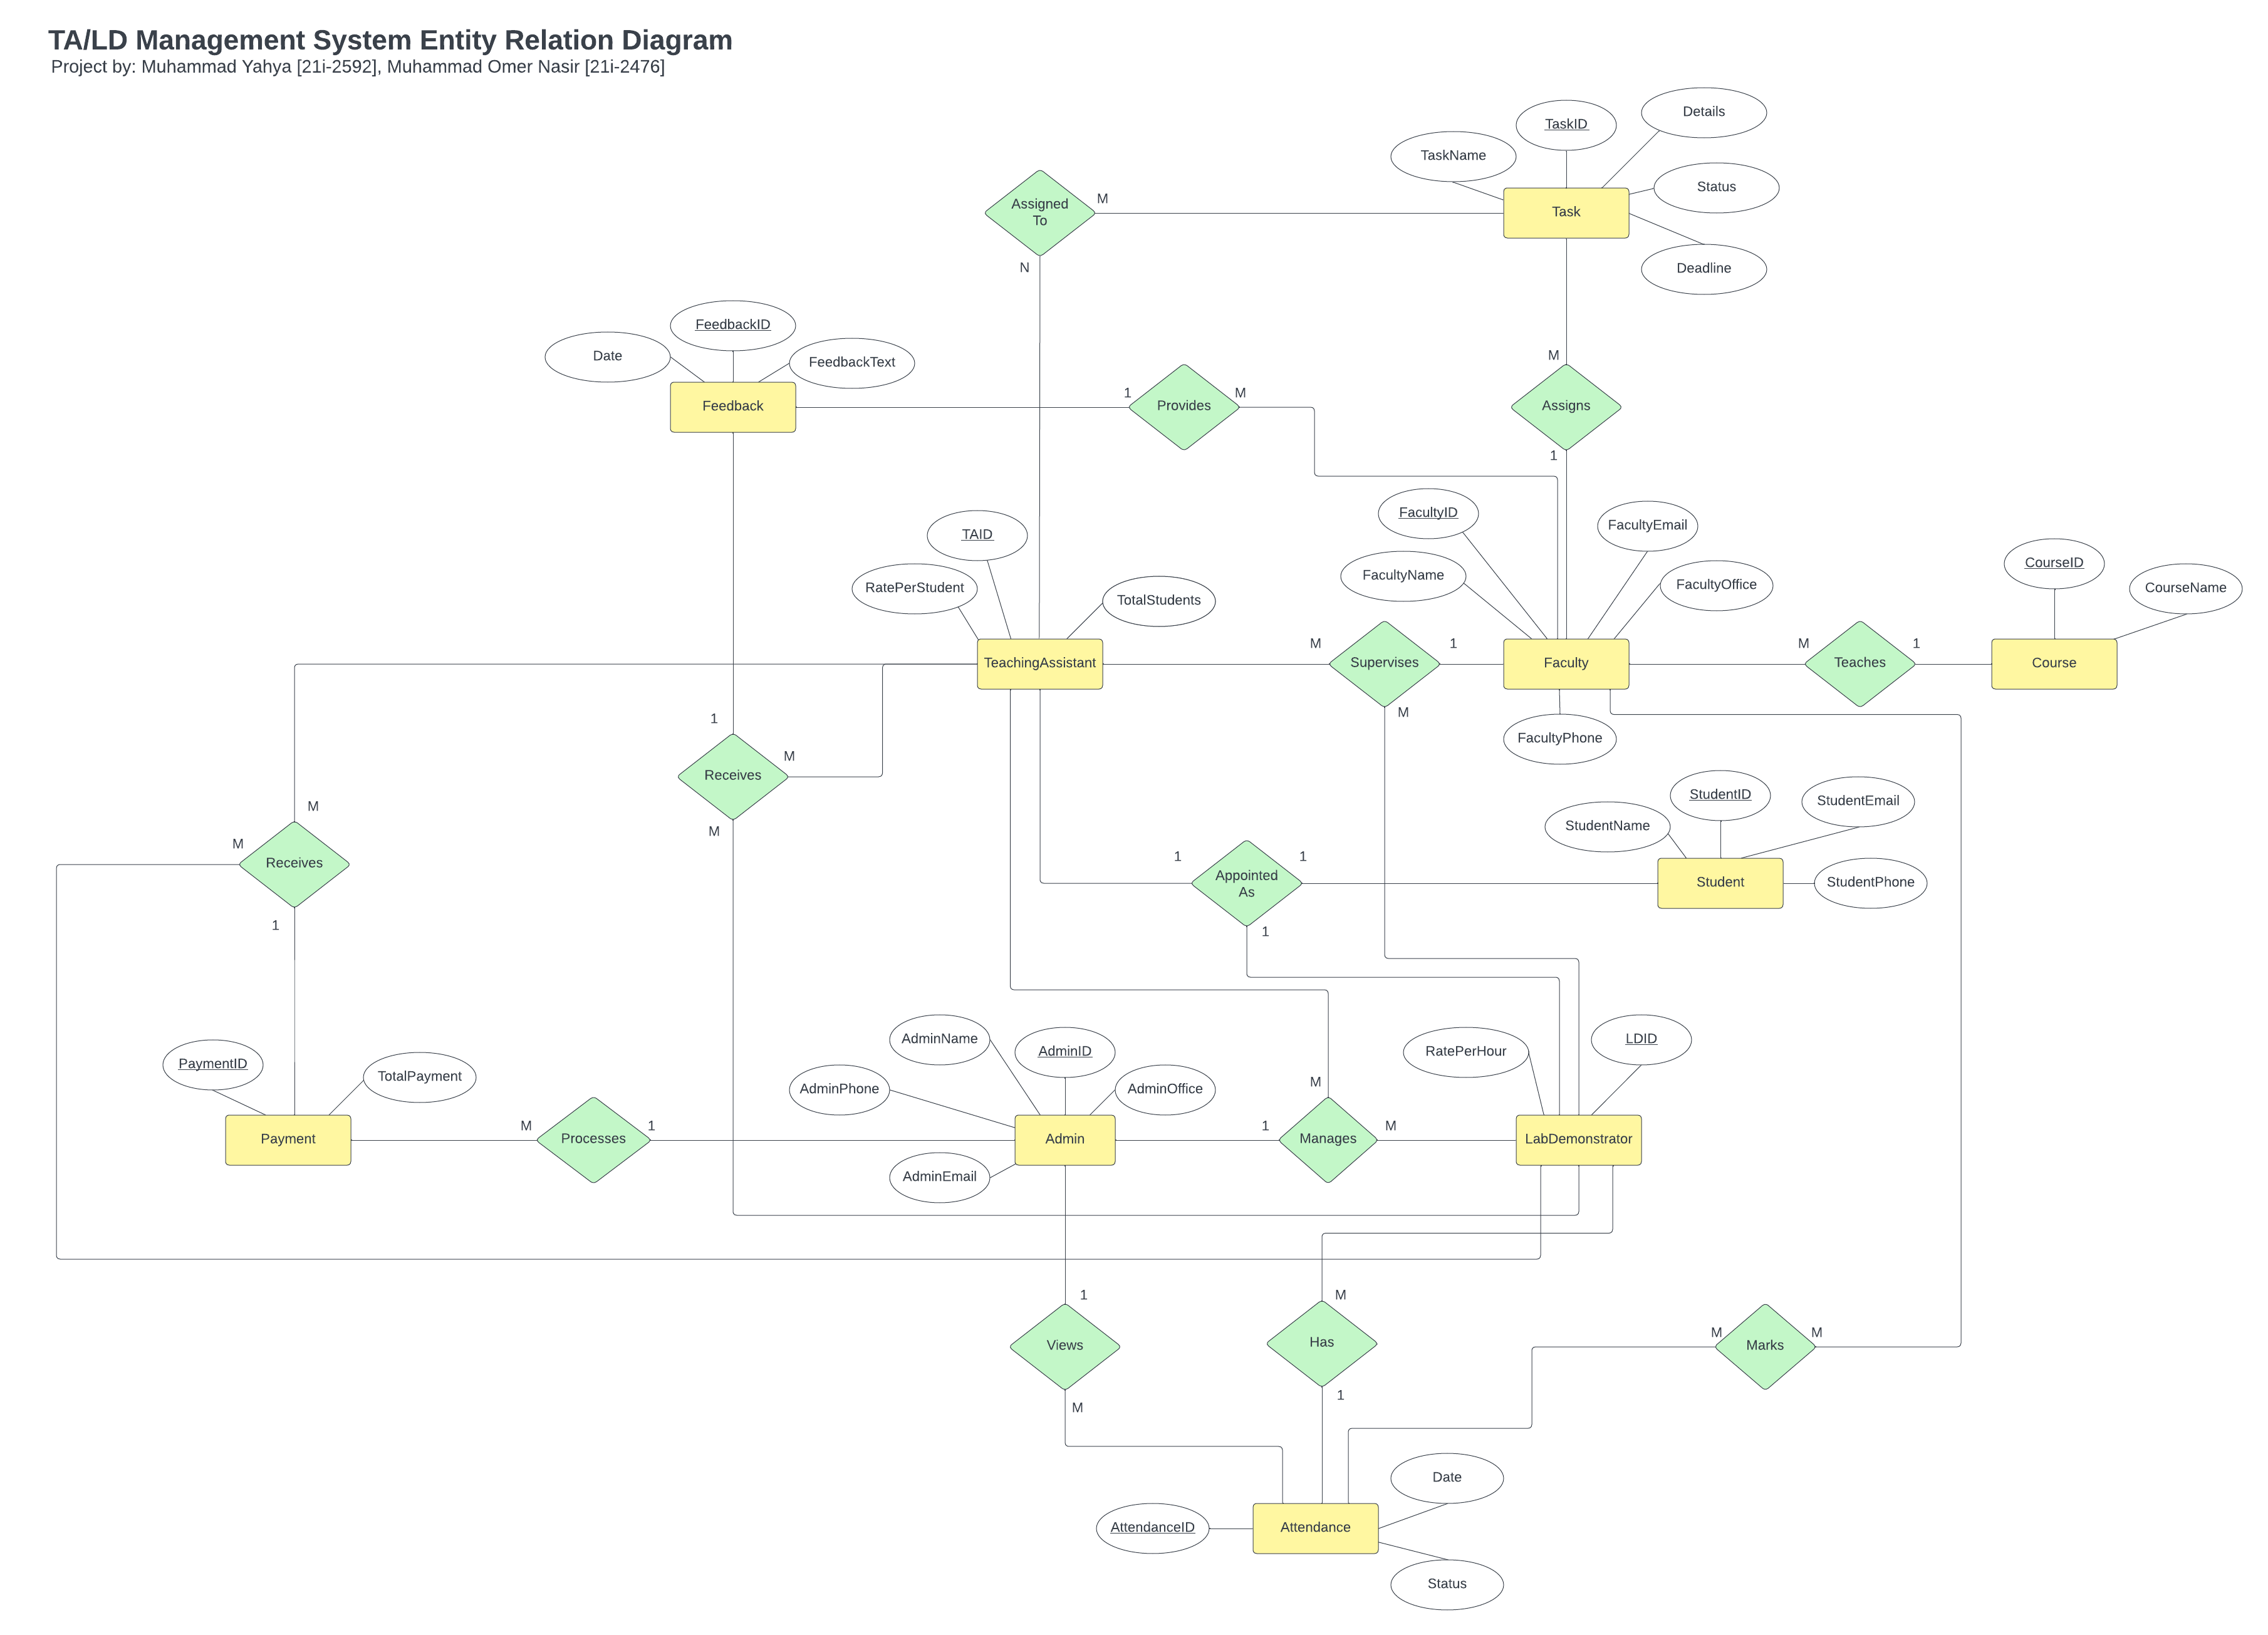 TA/LD Management System Entity Relation Diagram
Project by: Muhammad Yahya [21i-2592], Muhammad Omer Nasir [21i-2476]
Details
TaskID
TaskName
Status
Assigned
To
M
Task
N
Deadline
FeedbackID
Date
FeedbackText
M
Feedback
1
Provides
M
Assigns
1
FacultyID
FacultyEmail
TAID
FacultyName
FacultyOffice
CourseID
CourseName
RatePerStudent
TotalStudents
TeachingAssistant
M
Supervises
1
Faculty
M
Teaches
1
Course
M
1
FacultyPhone
Receives
M
M
StudentID
StudentEmail
StudentName
M
M
Receives
1
1
Appointed
As
1
Student
StudentPhone
1
AdminName
AdminID
RatePerHour
LDID
PaymentID
TotalPayment
AdminPhone
AdminOffice
M
Payment
M
Processes
1
Admin
1
Manages
M
LabDemonstrator
AdminEmail
1
M
Views
Has
M
Marks
M
M
1
Date
AttendanceID
Attendance
Status